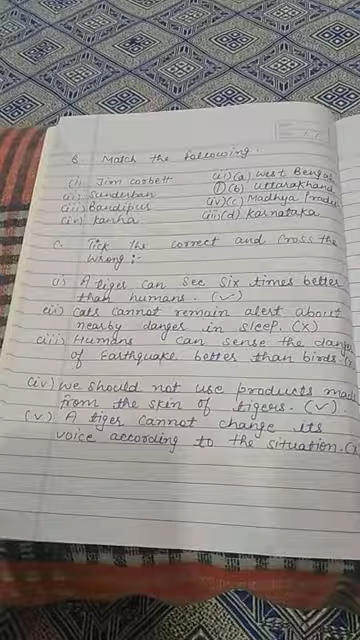 B. Match the following.
(i) Jim corbett (ii)(a) West Bengal
(ii) Sunderban (i)(b) uttarakhand
(iii) Bandipur (iv)(c) Madhya Prades
(iv) Kanha (iii)(d) Karnataka
C. Tick the correct and cross the
wrong :-
(i) A tiger can see six times better
than humans. (✓)
(ii) Cats cannot remain alert about
nearby danger in sleep. (X)
(iii) Humans can sense the danger
of Earthquake better than birds.
(iv) We should not use products made
from the skin of tigers. (✓).
(v) A tiger cannot change its
voice according to the situation. (X